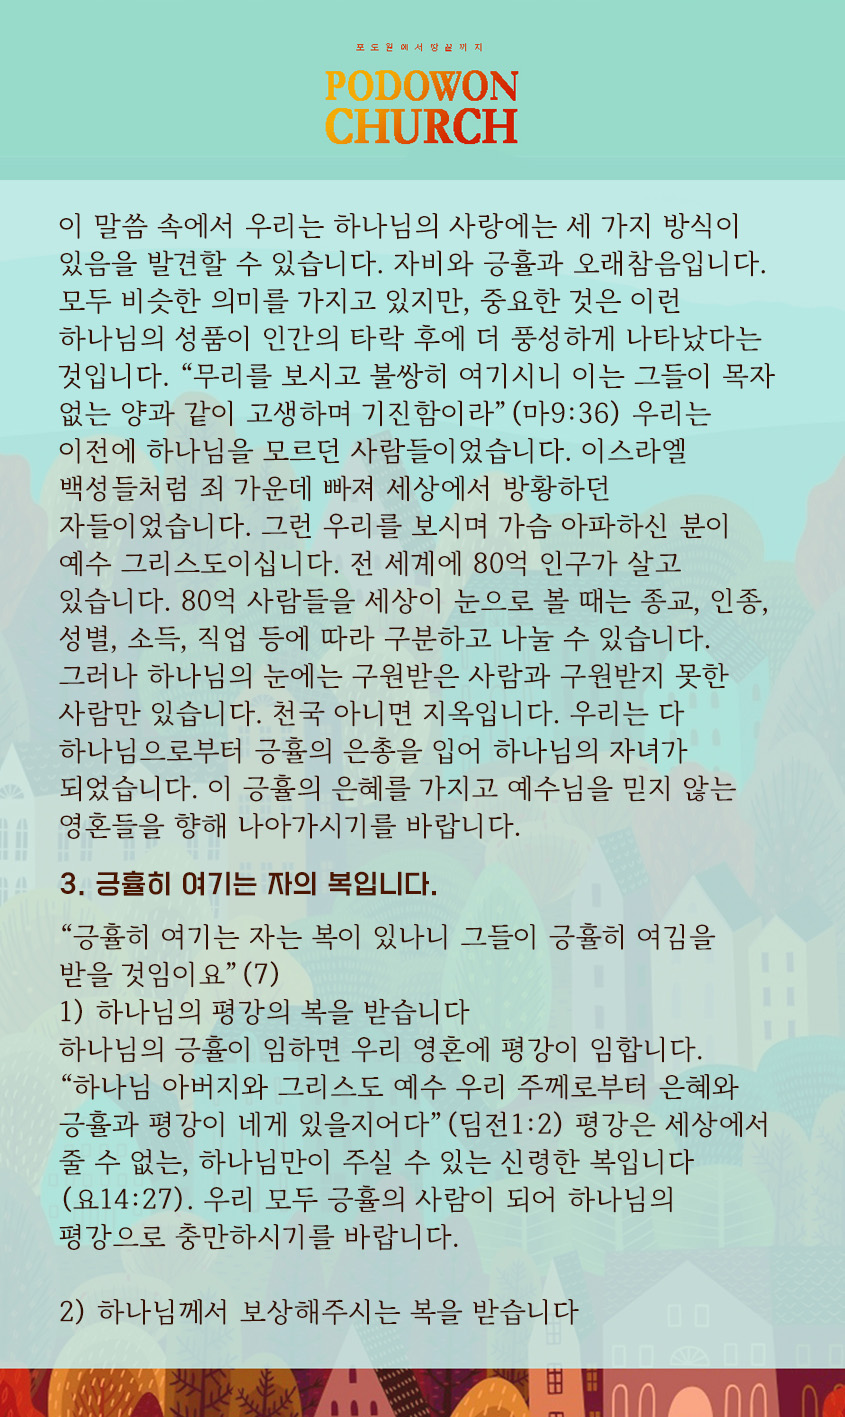 포도원에서땅끝까지
PODOWON
CHURCH
이 말씀 속에서 우리는 하나님의 사랑에는 세 가지 방식이
있음을 발견할 수 있습니다. 자비와 긍휼과 오래참음입니다.
모두 비슷한 의미를 가지고 있지만, 중요한 것은 이런
하나님의 성품이 인간의 타락 후에 더 풍성하게 나타났다는
것입니다. “무리를 보시고 불쌍히 여기시니 이는 그들이 목자
없는 양과 같이 고생하며 기진함이라”(마9:36) 우리는
이전에 하나님을 모르던 사람들이었습니다. 이스라엘
백성들처럼 죄 가운데 빠져 세상에서 방황하던
자들이었습니다. 그런 우리를 보시며 가슴 아파하신 분이
예수 그리스도이십니다. 전 세계에 80억 인구가 살고
있습니다. 80억 사람들을 세상이 눈으로 볼 때는 종교, 인종,
성별, 소득, 직업 등에 따라 구분하고 나눌 수 있습니다.
그러나 하나님의 눈에는 구원받은 사람과 구원받지 못한
사람만 있습니다. 천국 아니면 지옥입니다. 우리는 다
하나님으로부터 긍휼의 은총을 입어 하나님의 자녀가
되었습니다. 이 긍휼의 은혜를 가지고 예수님을 믿지 않는
영혼들을 향해 나아가시기를 바랍니다.
3. 긍휼히 여기는 자의 복입니다.
“긍휼히 여기는 자는 복이 있나니 그들이 긍휼히 여김을
받을 것임이요”(7)
1) 하나님의 평강의 복을 받습니다
하나님의 긍휼이 임하면 우리 영혼에 평강이 임합니다.
“하나님 아버지와 그리스도 예수 우리 주께로부터 은혜와
긍휼과 평강이 네게 있을지어다”(딤전1:2) 평강은 세상에서
줄 수 없는, 하나님만이 주실 수 있는 신령한 복입니다
(요14:27). 우리 모두 긍휼의 사람이 되어 하나님의
평강으로 충만하시기를 바랍니다.
2) 하나님께서 보상해주시는 복을 받습니다